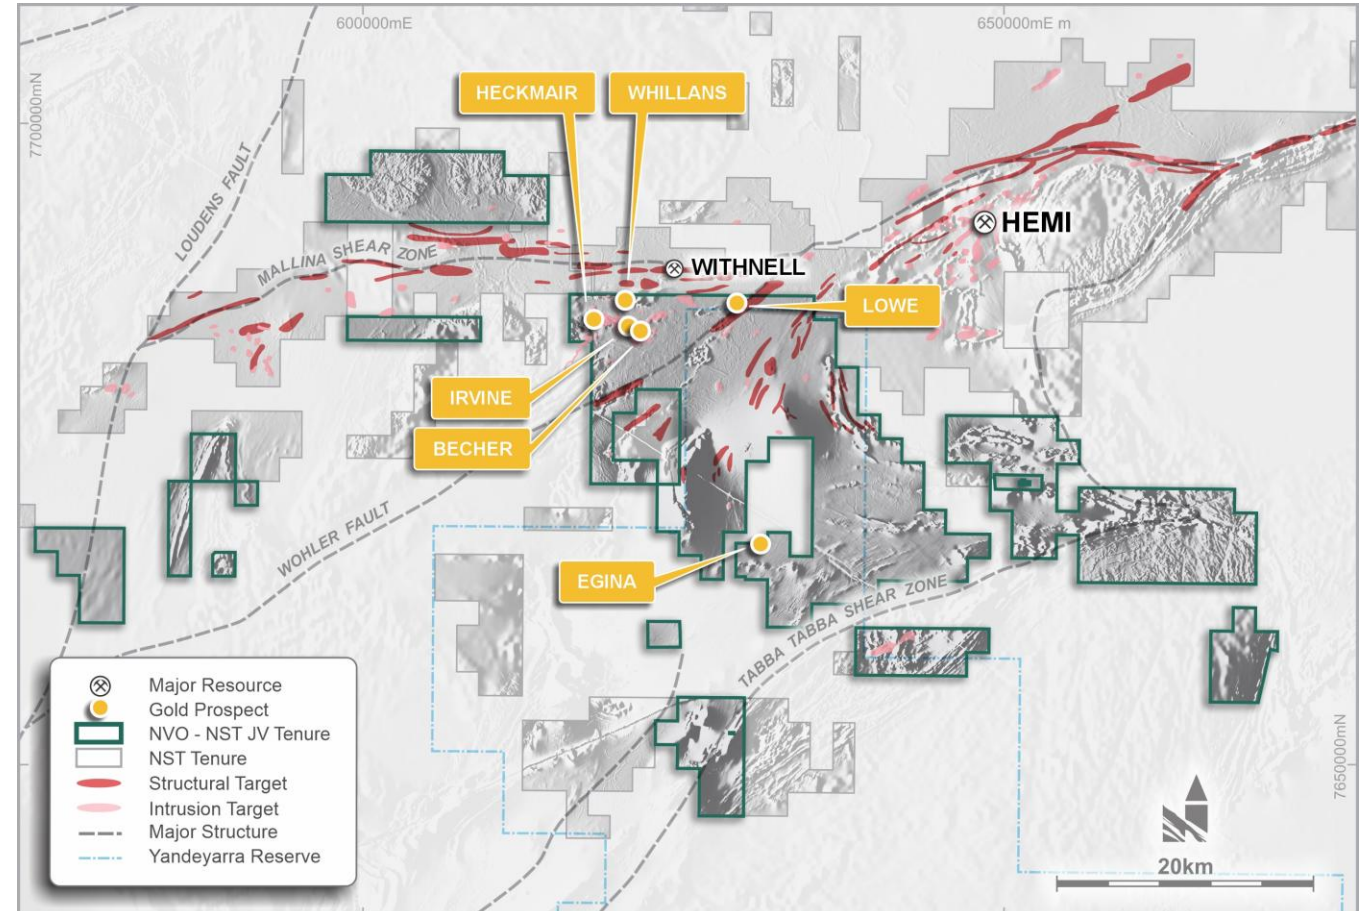 600000mE
650000mE m
7700000mN
HECKMAIR
WHILLANS
LOUDENS FAULT
MALLINA SHEAR ZONE
HEMI
WITHNELL
LOWE
IRVINE
BECHER
WOHLER FAULT
EGINA
TABBA TABBA SHEAR ZONE
Major Resource
Gold Prospect
NVO - NST JV Tenure
NST Tenure
Structural Target
Intrusion Target
Major Structure
Yandeyarra Reserve
7650000mN
20km